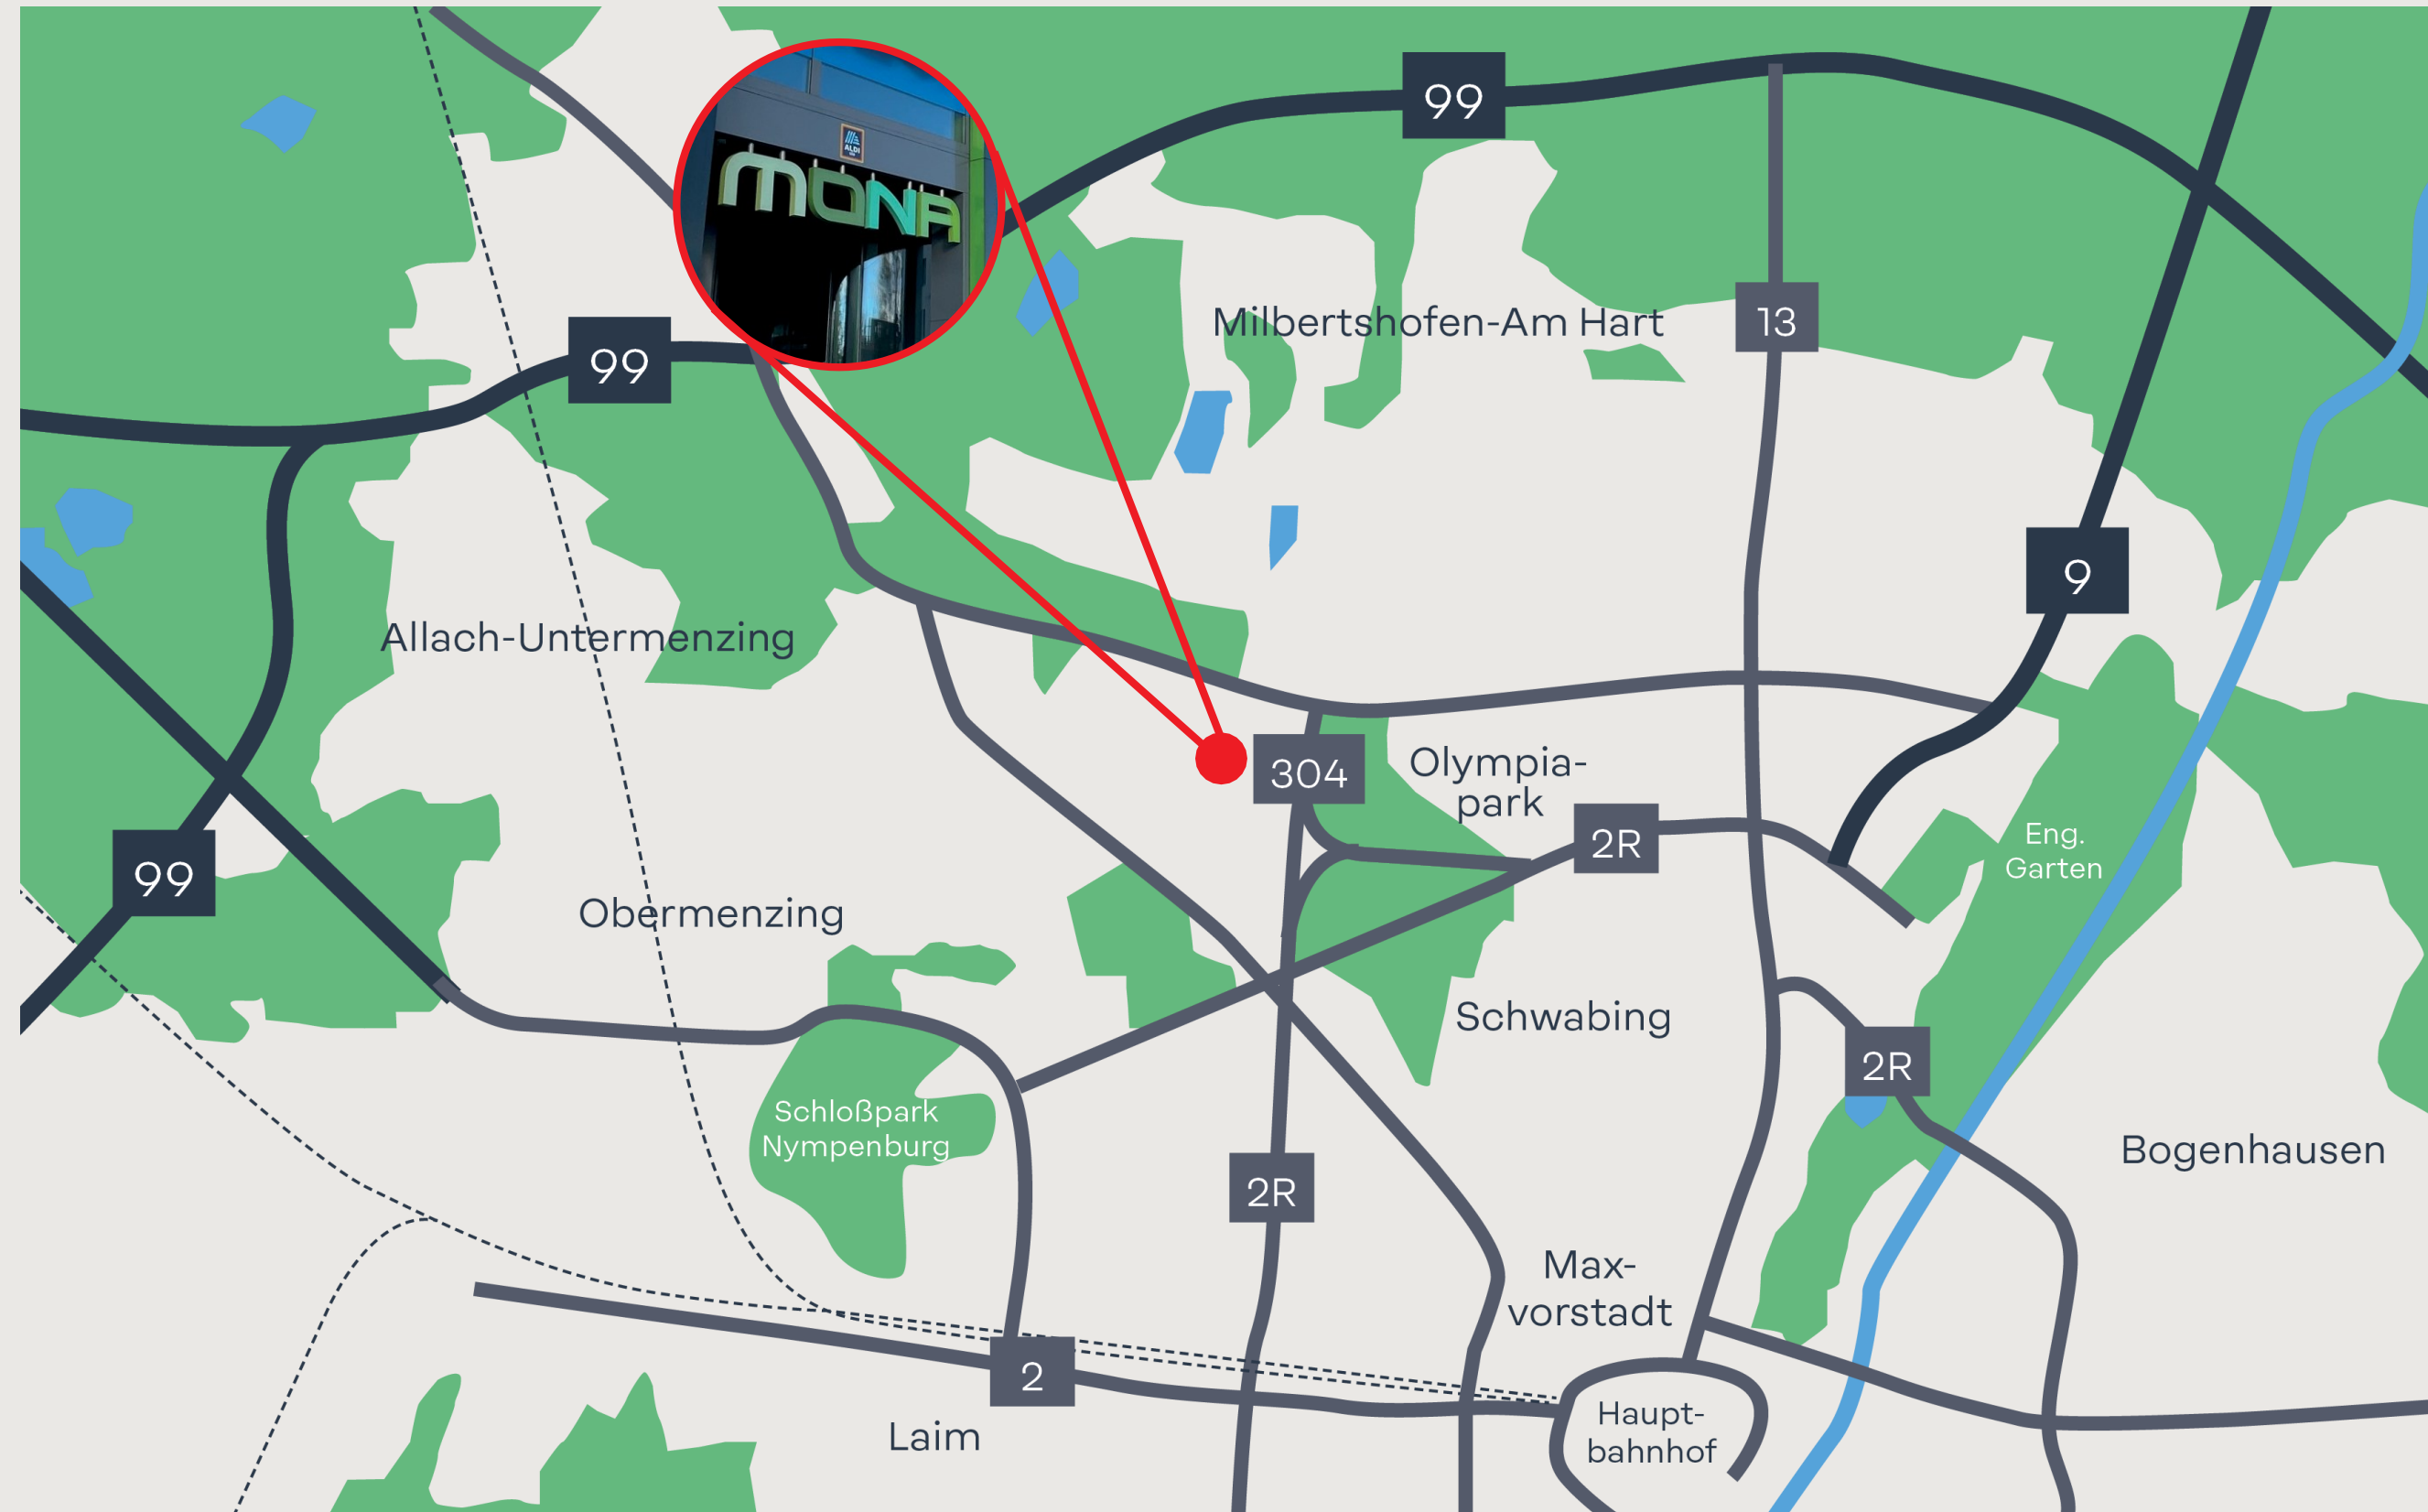 99
ALDI
MONA
Milbertshofen-Am Hart
13
99
9
Allach-Untermenzing
304
Olympia-
park
2R
Eng.
Garten
99
Obermenzing
Schwabing
2R
Schloßpark
Nympenburg
Bogenhausen
2R
Max-
vorstadt
2
Haupt-
bahnhof
Laim